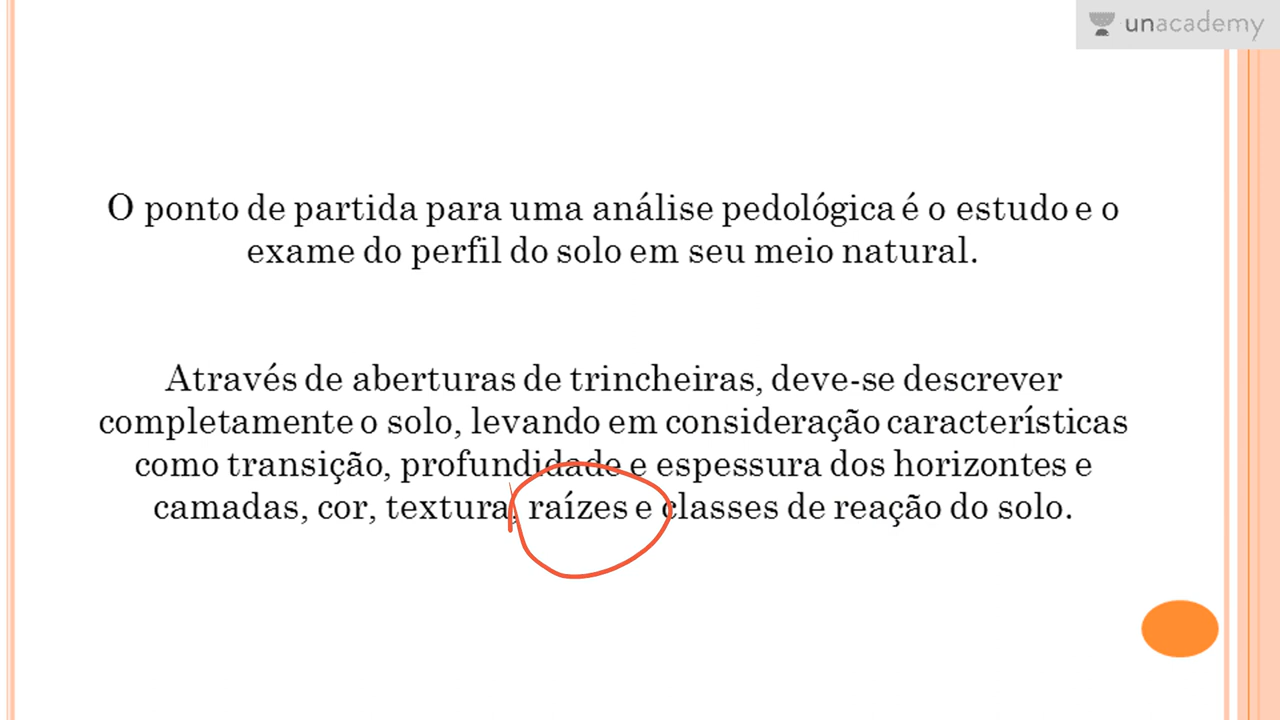 unacademy
O ponto de partida para uma análise pedológica é o estudo e o
exame do perfil do solo em seu meio natural.
Através de aberturas de trincheiras, deve-se descrever
completamente o solo, levando em consideração características
como transição, profundidade e espessura dos horizontes e
camadas, cor, textura, raízes e classes de reação do solo.